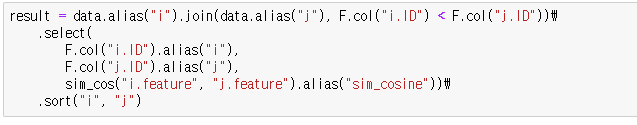 result = data.alias("i").join(data.alias("j"), F.col("i.ID") < F.col("j.ID"))₩
.select(
F.col("i.ID").alias("i"),
F.col("j.ID").alias("j"),
sim_cos("i.feature", "j.feature").alias("sim_cosine"))₩
.sort("i", "j")